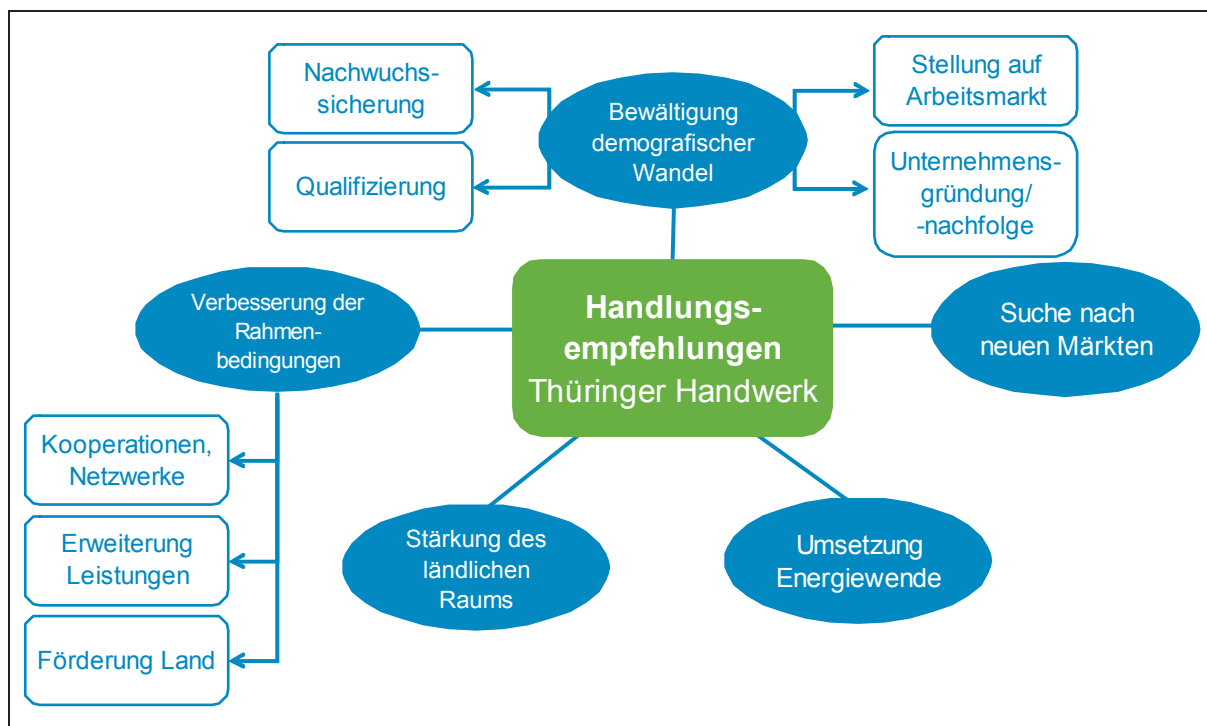 Nachwuchs-
sicherung
Qualifizierung
Bewältigung
demografischer
Wandel
Stellung auf
Arbeitsmarkt
Unternehmens-
gründung/
-nachfolge
Verbesserung der
Rahmen-
bedingungen
Handlungs-
empfehlungen
Thüringer Handwerk
Suche nach
neuen Märkten
Kooperationen,
Netzwerke
Erweiterung
Leistungen
Förderung Land
Stärkung des
ländlichen
Raums
Umsetzung
Energiewende